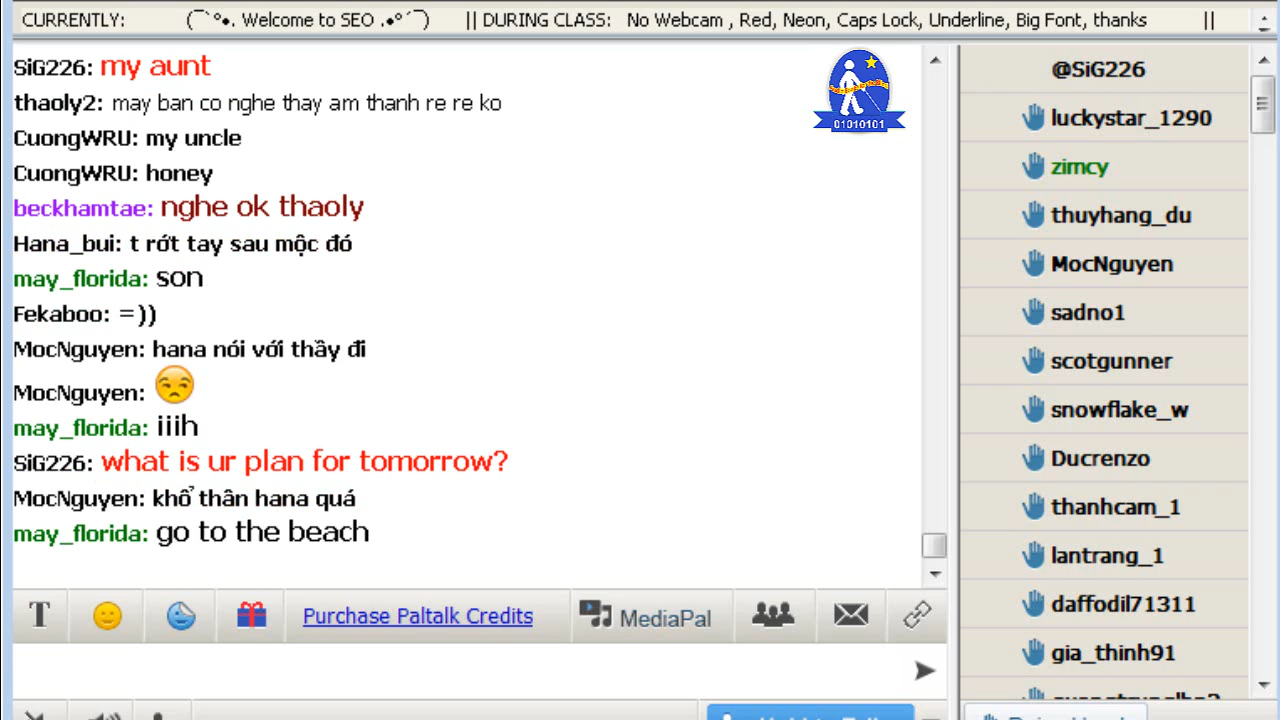 CURRENTLY: (¯`°•. Welcome to SEO .•°´¯) || DURING CLASS: No Webcam , Red, Neon, Caps Lock, Underline, Big Font, thanks ||
SiG226: my aunt
thaoly2: may ban co nghe thay am thanh re re ko
CuongWRU: my uncle
CuongWRU: honey
beckhamtae: nghe ok thaoly
Hana_bui: t rớt tay sau mộc đó
may_florida: son
Fekaboo: =))
MocNguyen: hana nói với thầy đi
MocNguyen:
may_florida: iiih
SiG226: what is ur plan for tomorrow?
MocNguyen: khổ thân hana quá
may_florida: go to the beach
01010101
T
Purchase Paltalk Credits
MediaPal
@SiG226
luckystar_1290
zimcy
thuyhang_du
MocNguyen
sadno1
scotgunner
snowflake_w
Ducrenzo
thanhcam_1
lantrang_1
daffodil71311
gia_thinh91